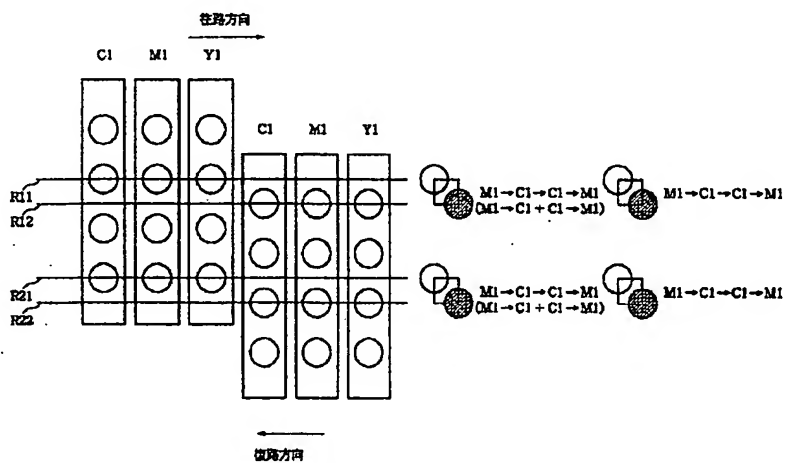 往路方向
C1 M1 Y1
C1 M1 Y1
R11
R12
M1→C1→C1→M1
(M1→C1+C1→M1)
M1→C1→C1→M1
R21
R22
M1→C1→C1→M1
(M1→C1+C1→M1)
M1→C1→C1→M1
復路方向